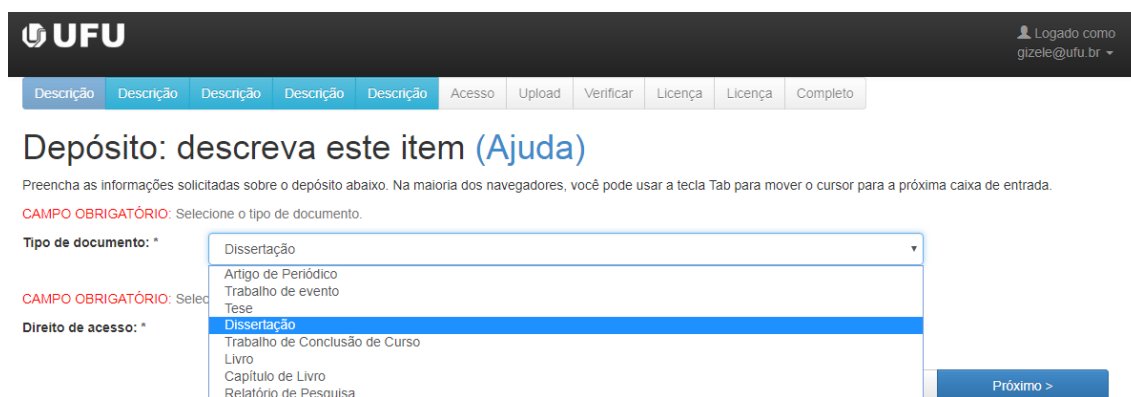 UFU
Logado como
gizele@ufu.br
Descrição Descrição Descrição Descrição Descrição Acesso Upload Verificar Licença Licença Completo
Depósito: descreva este item (Ajuda)
Preencha as informações solicitadas sobre o depósito abaixo. Na maioria dos navegadores, você pode usar a tecla Tab para mover o cursor para a próxima caixa de entrada.
CAMPO OBRIGATÓRIO: Selecione o tipo de documento.
Tipo de documento: * Dissertação
Artigo de Periódico
Trabalho de evento
CAMPO OBRIGATÓRIO: Selec
Tese
Direito de acesso: * Dissertação
Trabalho de Conclusão de Curso
Livro
Capítulo de Livro
Relatório de Pesquisa
Próximo >